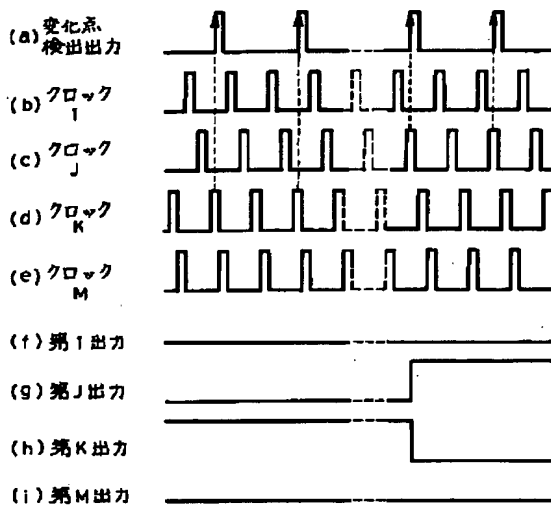 (a) 変化点
検出出力
(b) クロック
I
(c) クロック
J
(d) クロック
K
(e) クロック
M
(f) 第I出力
(g) 第J出力
(h) 第K出力
(i) 第M出力